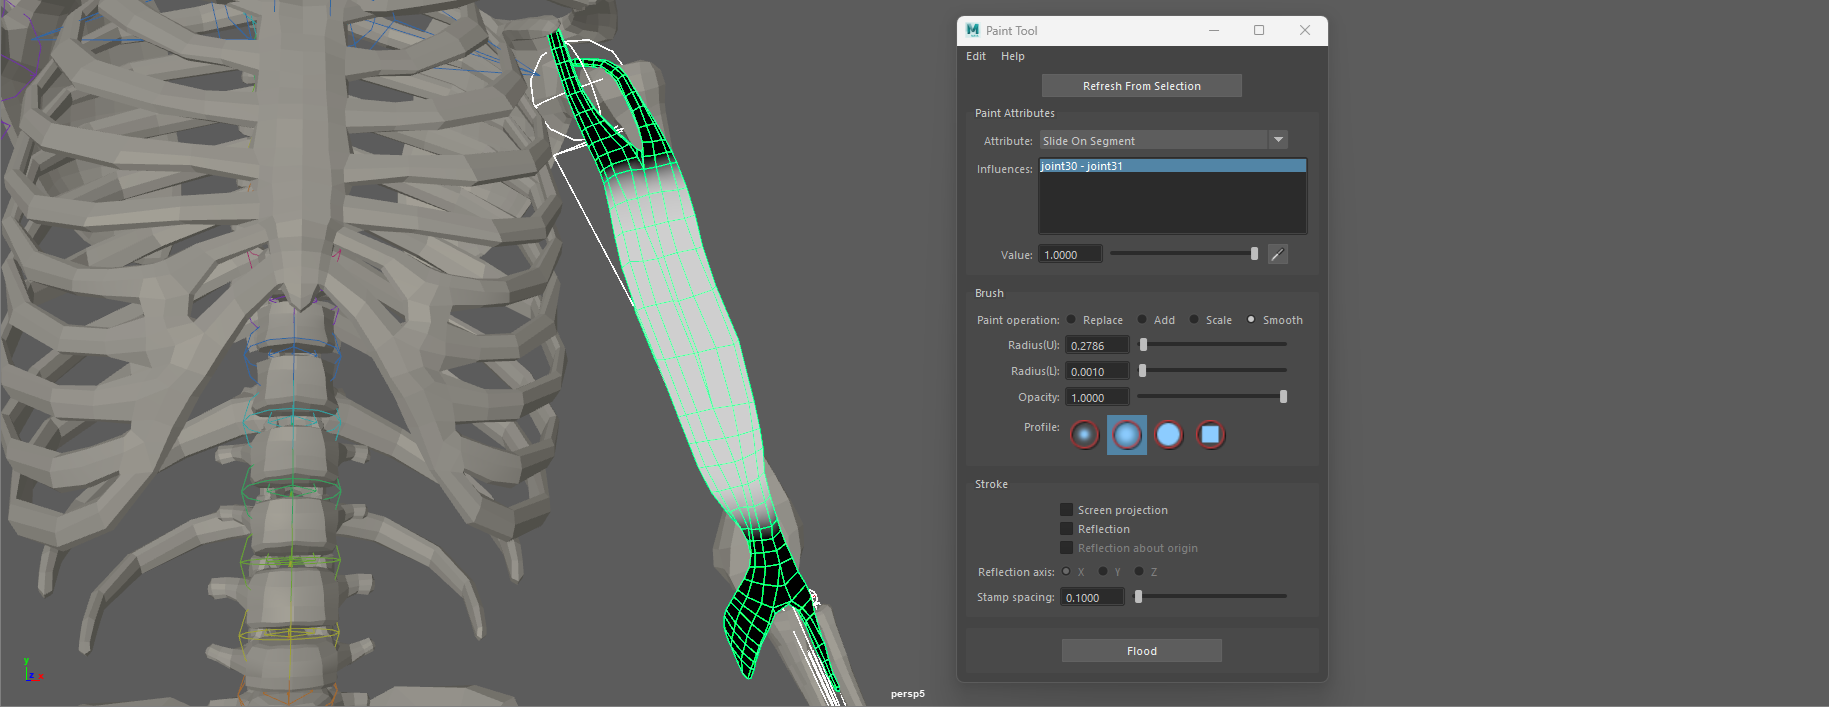 Paint Tool
Edit Help
Refresh From Selection
Paint Attributes
Attribute: Slide On Segment
Influences: joint30 - joint31
Value: 1.0000
Brush
Paint operation: Replace Add Scale Smooth
Radius(U): 0.2786
Radius(L): 0.0010
Opacity: 1.0000
Profile:
Stroke
Screen projection
Reflection
Reflection about origin
Reflection axis: X Y Z
Stamp spacing: 0.1000
Flood
y
z x
persp5